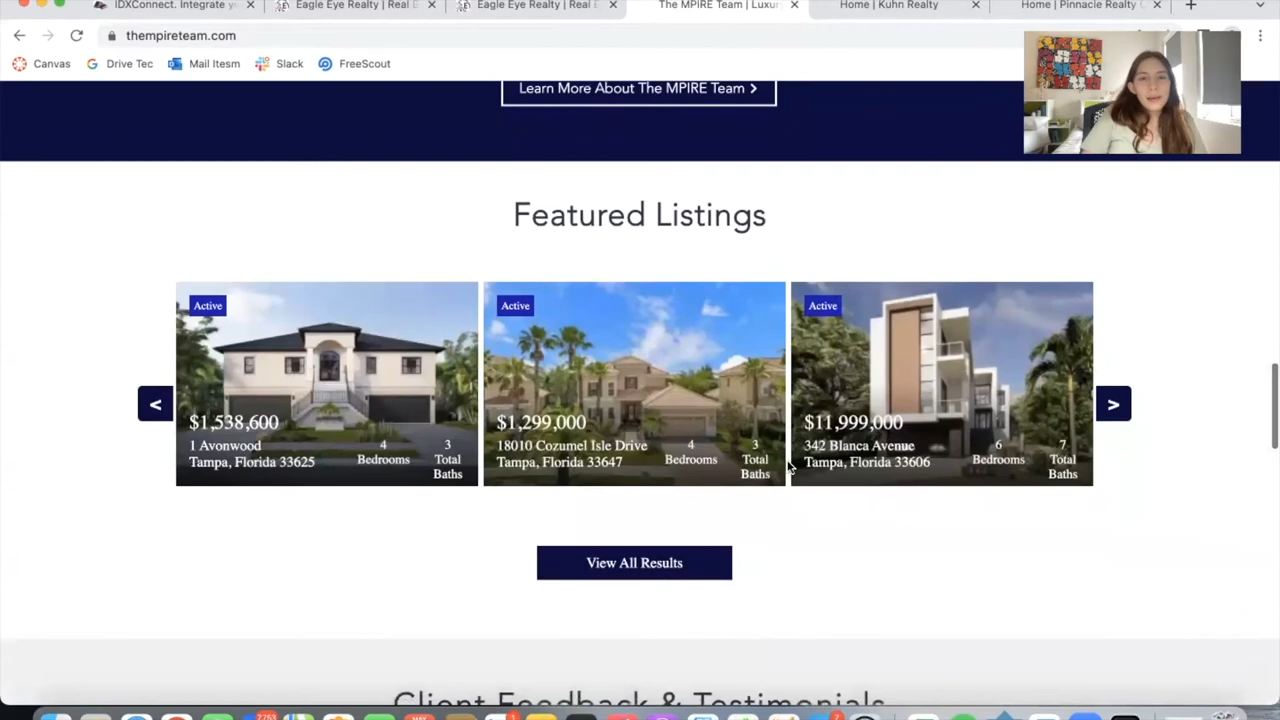 IDXConnect. Integrate y
Eagle Eye Realty | Real E
Eagle Eye Realty | Real E
The MPIRE Team | Luxur
Home | Kuhn Realty
Home | Pinnacle Realty
thempireteam.com
Canvas
Drive Tec
Mail Itesm
Slack
FreeScout
Learn More About The MPIRE Team >
Featured Listings
Active
$1,538,600
1 Avonwood
Tampa, Florida 33625
4
Bedrooms
3
Total
Baths
Active
$1,299,000
18010 Cozumel Isle Drive
Tampa, Florida 33647
4
Bedrooms
3
Total
Baths
Active
$11,999,000
342 Blanca Avenue
Tampa, Florida 33606
6
Bedrooms
7
Total
Baths
<
>
View All Results
Client Feedback & Testimonials